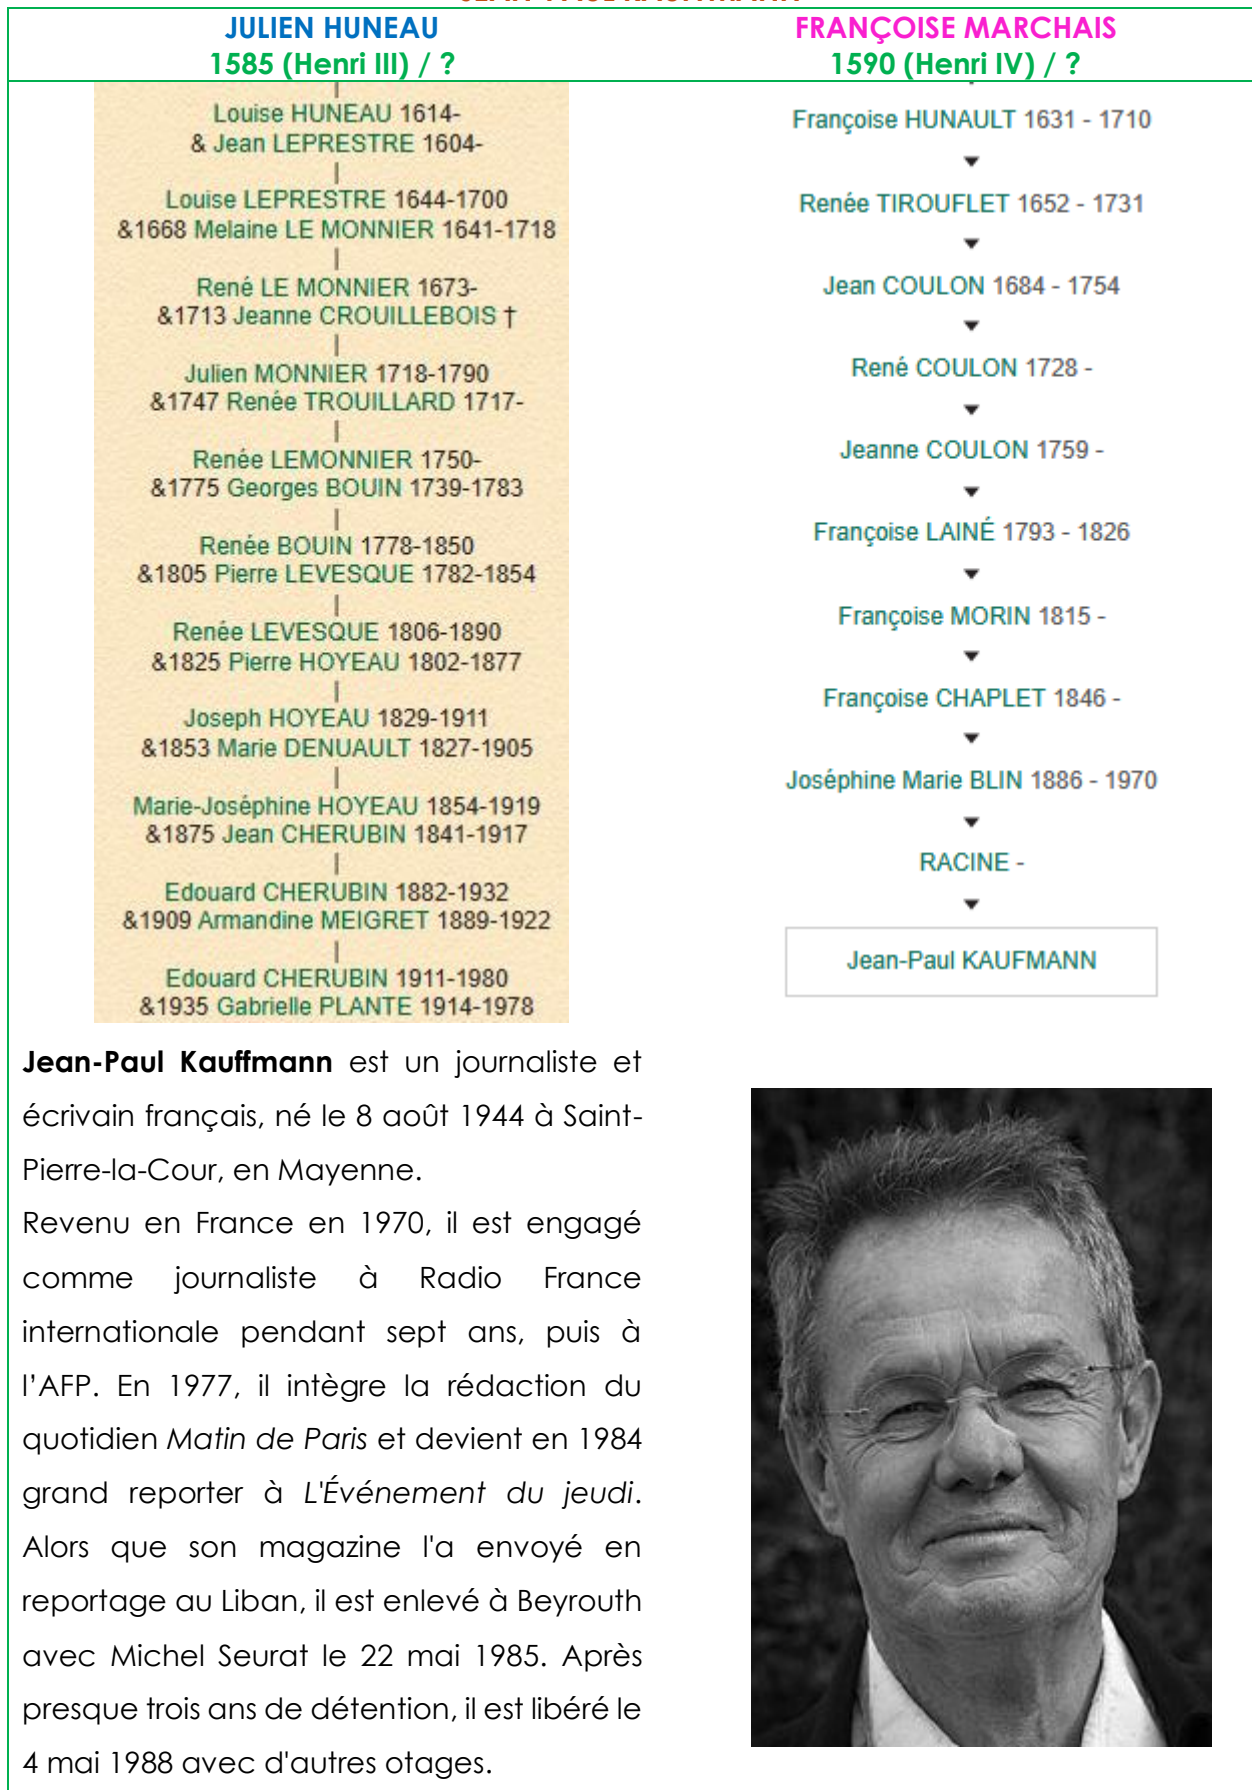 JEAN-PAUL KAUFFMANN
JULIEN HUNEAU
1585 (Henri III) / ?
FRANÇOISE MARCHAIS
1590 (Henri IV) / ?
Louise HUNEAU 1614-
& Jean LEPRESTRE 1604-
|
Louise LEPRESTRE 1644-1700
&1668 Melaine LE MONNIER 1641-1718
|
René LE MONNIER 1673-
&1713 Jeanne CROUILLEBOIS †
|
Julien MONNIER 1718-1790
&1747 Renée TROUILLARD 1717-
|
Renée LEMONNIER 1750-
&1775 Georges BOUIN 1739-1783
|
Renée BOUIN 1778-1850
&1805 Pierre LEVESQUE 1782-1854
|
Renée LEVESQUE 1806-1890
&1825 Pierre HOYEAU 1802-1877
|
Joseph HOYEAU 1829-1911
&1853 Marie DENUAULT 1827-1905
|
Marie-Joséphine HOYEAU 1854-1919
&1875 Jean CHERUBIN 1841-1917
|
Edouard CHERUBIN 1882-1932
&1909 Armandine MEIGRET 1889-1922
|
Edouard CHERUBIN 1911-1980
&1935 Gabrielle PLANTE 1914-1978
Françoise HUNAULT 1631 - 1710
Renée TIROUFLET 1652 - 1731
Jean COULON 1684 - 1754
René COULON 1728 -
Jeanne COULON 1759 -
Françoise LAINÉ 1793 - 1826
Françoise MORIN 1815 -
Françoise CHAPLET 1846 -
Joséphine Marie BLIN 1886 - 1970
RACINE -
Jean-Paul KAUFMANN
Jean-Paul Kauffmann est un journaliste et
écrivain français, né le 8 août 1944 à Saint-
Pierre-la-Cour, en Mayenne.
Revenu en France en 1970, il est engagé
comme journaliste à Radio France
internationale pendant sept ans, puis à
l'AFP. En 1977, il intègre la rédaction du
quotidien Matin de Paris et devient en 1984
grand reporter à L'Événement du jeudi.
Alors que son magazine l'a envoyé en
reportage au Liban, il est enlevé à Beyrouth
avec Michel Seurat le 22 mai 1985. Après
presque trois ans de détention, il est libéré le
4 mai 1988 avec d'autres otages.